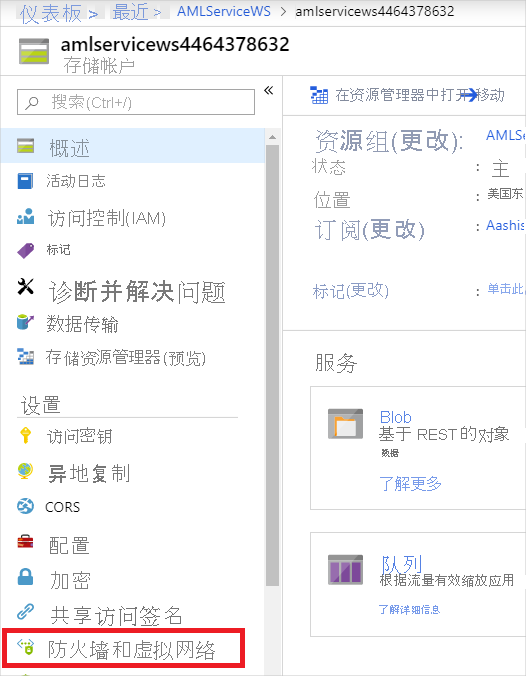 仪表板 > 最近 > AMLServiceWS > amlservicews4464378632
amlservicews4464378632
存储帐户
搜索(Ctrl+/)
«
概述
活动日志
访问控制(IAM)
标记
诊断并解决问题
数据传输
存储资源管理器(预览)
设置
访问密钥
异地复制
CORS
配置
加密
共享访问签名
防火墙和虚拟网络
在资源管理器中打开 移动
资源组(更改): AMLSe
状态 : 主
位置 : 美国东
订阅(更改) : Aashis
标记(更改) : 单击此
服务
Blob
基于 REST 的对象
数据
了解更多
队列
根据流量有效缩放应用
了解详细信息